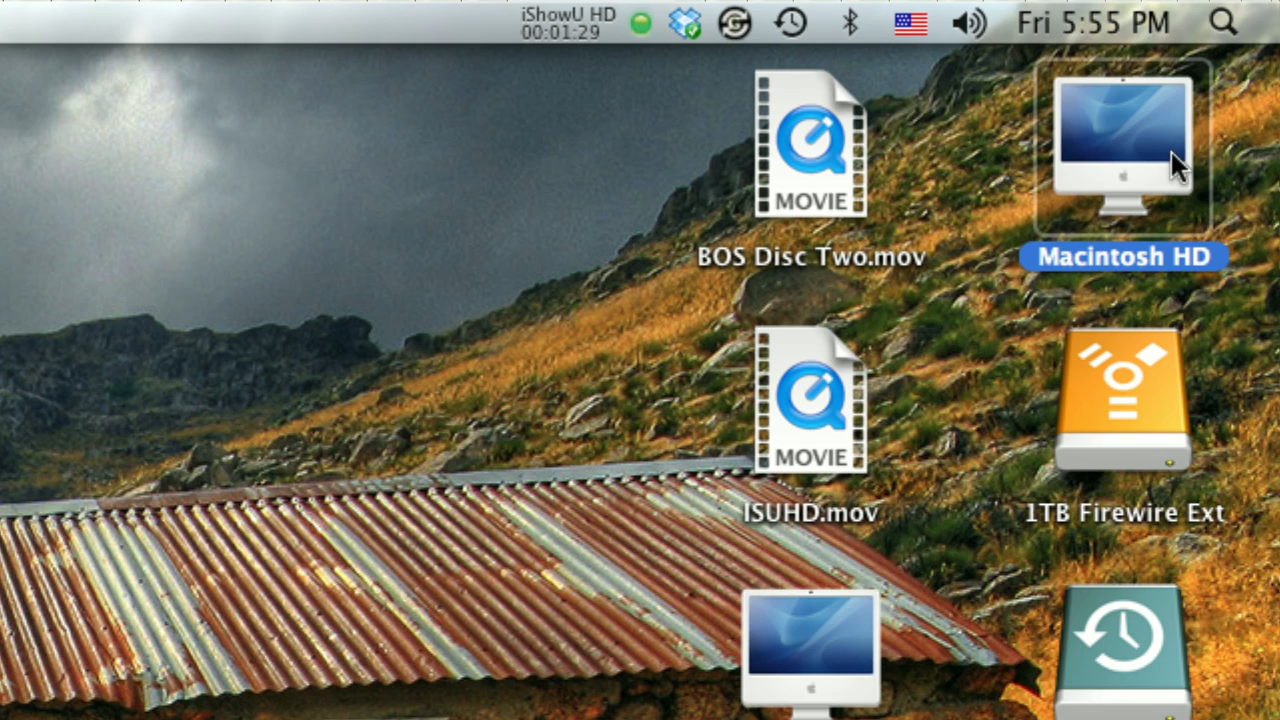 iShowU HD
00:01:29
Fri 5:55 PM
MOVIE
BOS Disc Two.mov
Macintosh HD
MOVIE
ISUHD.mov
1TB Firewire Ext